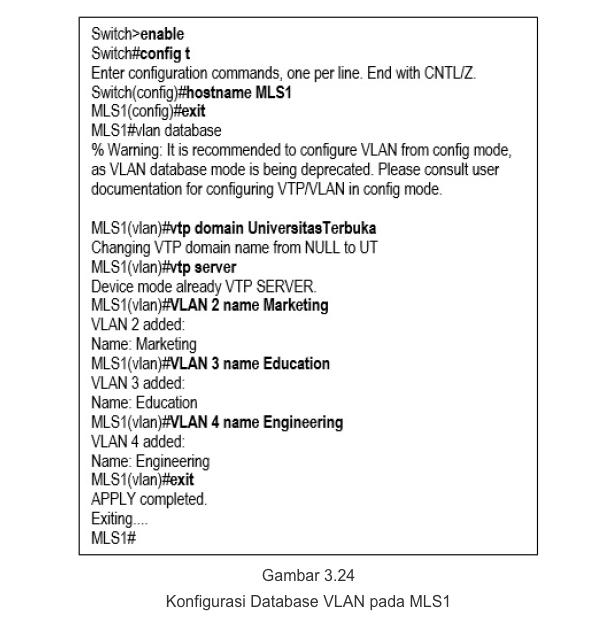 Switch>enable
Switch#config t
Enter configuration commands, one per line. End with CNTL/Z.
Switch(config)#hostname MLS1
MLS1(config)#exit
MLS1#vlan database
% Warning: It is recommended to configure VLAN from config mode,
as VLAN database mode is being deprecated. Please consult user
documentation for configuring VTP/VLAN in config mode.

MLS1(vlan)#vtp domain UniversitasTerbuka
Changing VTP domain name from NULL to UT
MLS1(vlan)#vtp server
Device mode already VTP SERVER.
MLS1(vlan)#VLAN 2 name Marketing
VLAN 2 added:
Name: Marketing
MLS1(vlan)#VLAN 3 name Education
VLAN 3 added:
Name: Education
MLS1(vlan)#VLAN 4 name Engineering
VLAN 4 added:
Name: Engineering
MLS1(vlan)#exit
APPLY completed.
Exiting....
MLS1#
Gambar 3.24
Konfigurasi Database VLAN pada MLS1